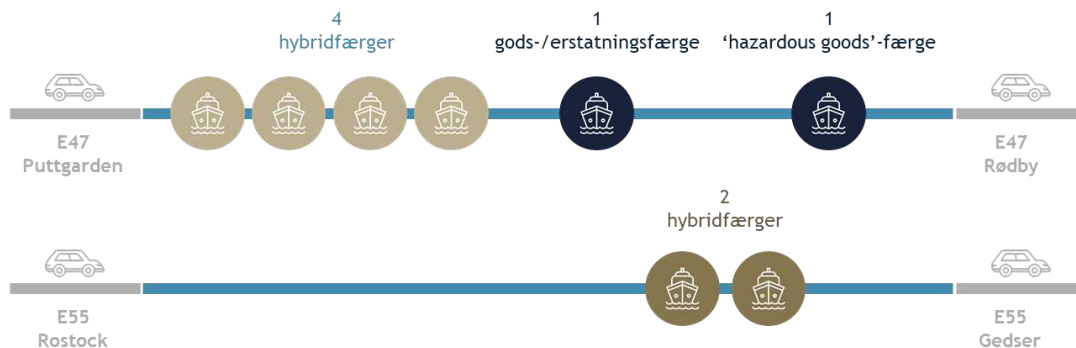 4
hybridfærger
1
gods-/erstatningsfærge
1
‘hazardous goods’-færge
E47
Puttgarden
E47
Rødby
2
hybridfærger
E55
Rostock
E55
Gedser